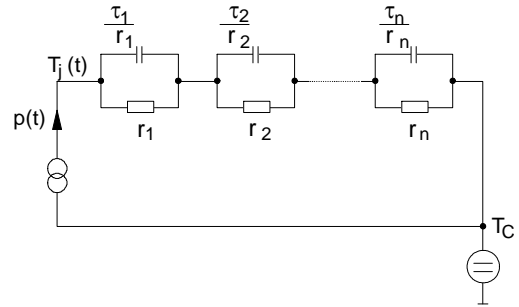 τ1 τ2 τn
r1 r2 rn
Tj(t)
p(t)
r1 r2 rn
TC